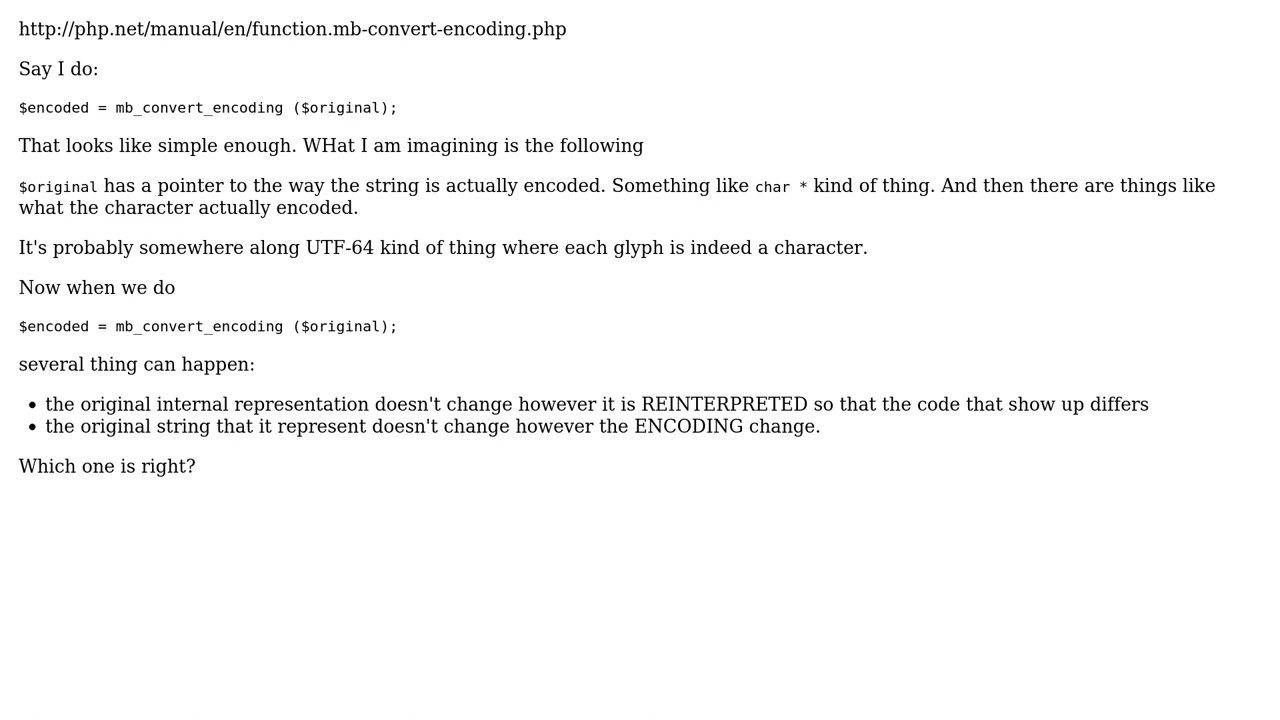 http://php.net/manual/en/function.mb-convert-encoding.php
Say I do:
$encoded = mb_convert_encoding ($original);
That looks like simple enough. WHat I am imagining is the following
$original has a pointer to the way the string is actually encoded. Something like char * kind of thing. And then there are things like
what the character actually encoded.
It's probably somewhere along UTF-64 kind of thing where each glyph is indeed a character.
Now when we do
$encoded = mb_convert_encoding ($original);
several thing can happen:
• the original internal representation doesn't change however it is REINTERPRETED so that the code that show up differs
• the original string that it represent doesn't change however the ENCODING change.
Which one is right?